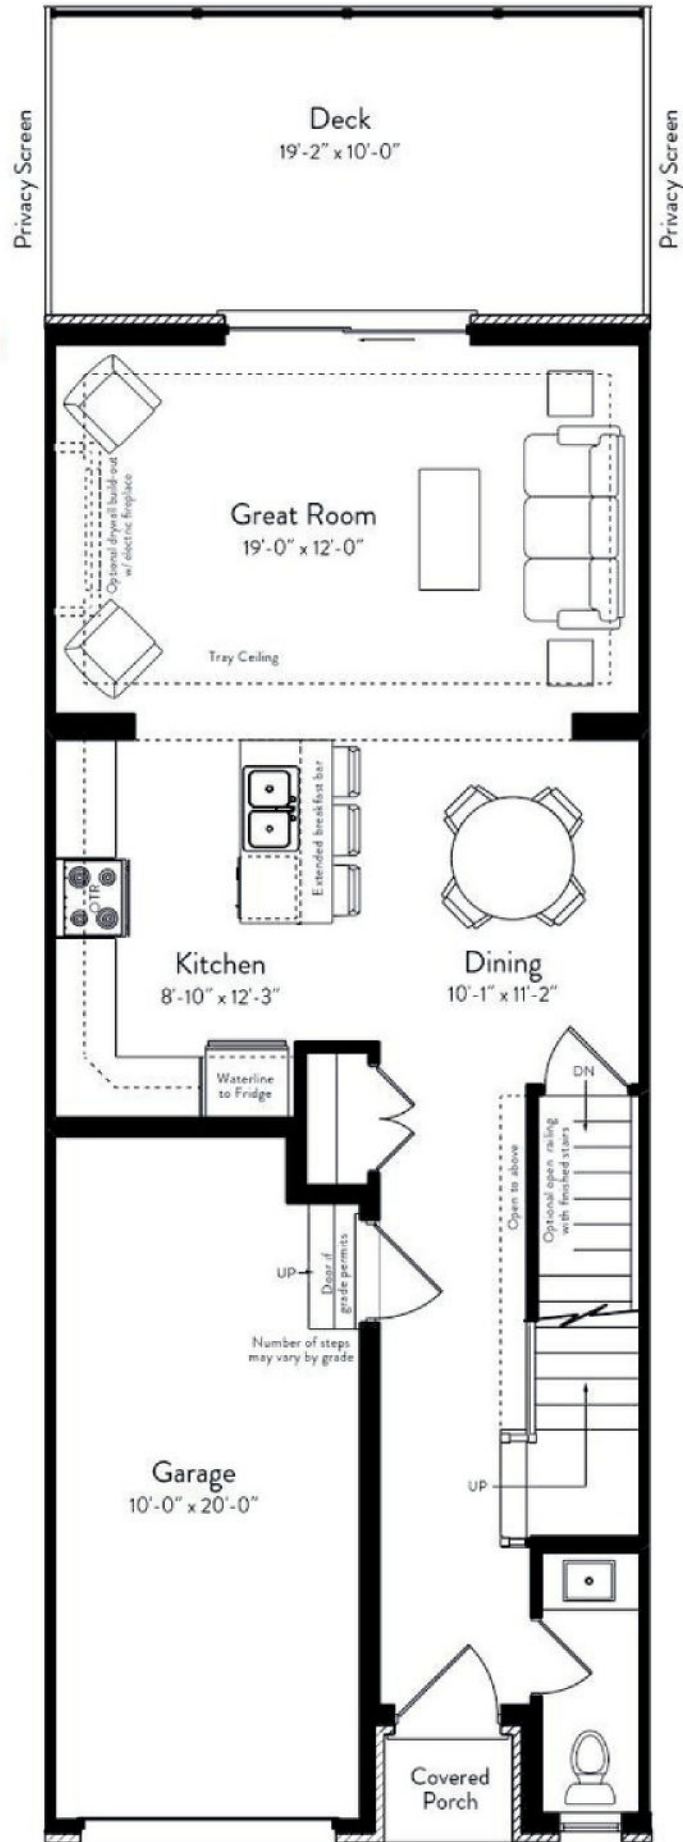 Privacy Screen
Deck
19'-2" x 10'-0"
Privacy Screen
Optional drywall build-out
w/ electric fireplace
Great Room
19'-0" x 12'-0"
Tray Ceiling
Extended breakfast bar
OTR
Kitchen
8'-10" x 12'-3"
Dining
10'-1" x 11'-2"
Waterline
to Fridge
DN
Optional open railing
with finished stairs
Open to above
UP
Door if
grade permits
Number of steps
may vary by grade
Garage
10'-0" x 20'-0"
UP
Covered
Porch